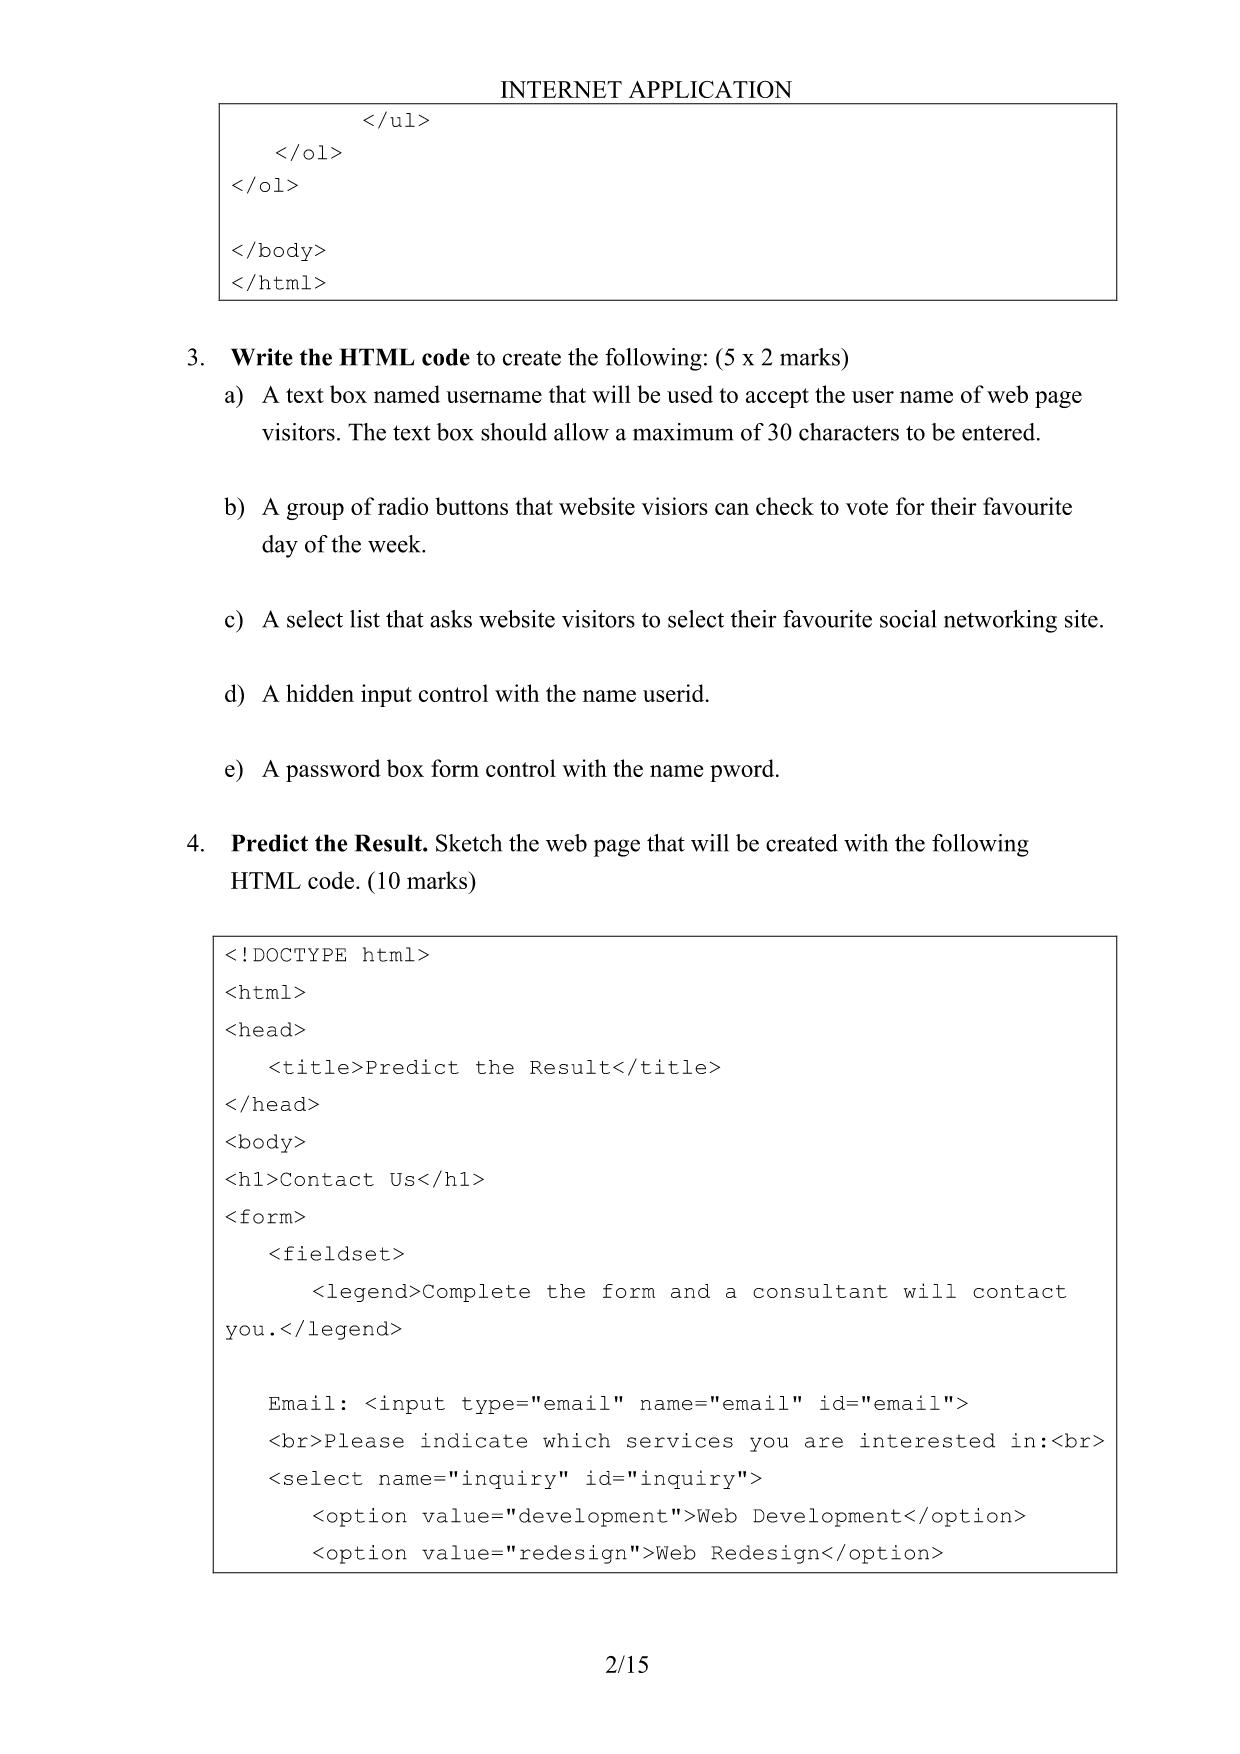 INTERNET APPLICATION
</ul>
</ol>
</ol>
</body>
</html>
3. Write the HTML code to create the following: (5 x 2 marks)
a) A text box named username that will be used to accept the user name of web page
visitors. The text box should allow a maximum of 30 characters to be entered.
b) A group of radio buttons that website visiors can check to vote for their favourite
day of the week.
c) A select list that asks website visitors to select their favourite social networking site.
d) A hidden input control with the name userid.
e) A password box form control with the name pword.
4. Predict the Result. Sketch the web page that will be created with the following
HTML code. (10 marks)
<!DOCTYPE html>
<html>
<head>
<title>Predict the Result</title>
</head>
<body>
<h1>Contact Us</h1>
<form>
<fieldset>
<legend>Complete the form and a consultant will contact
you.</legend>
Email: <input type="email" name="email" id="email">
<br>Please indicate which services you are interested in:<br>
<select name="inquiry" id="inquiry">
<option value="development">Web Development</option>
<option value="redesign">Web Redesign</option>
2/15